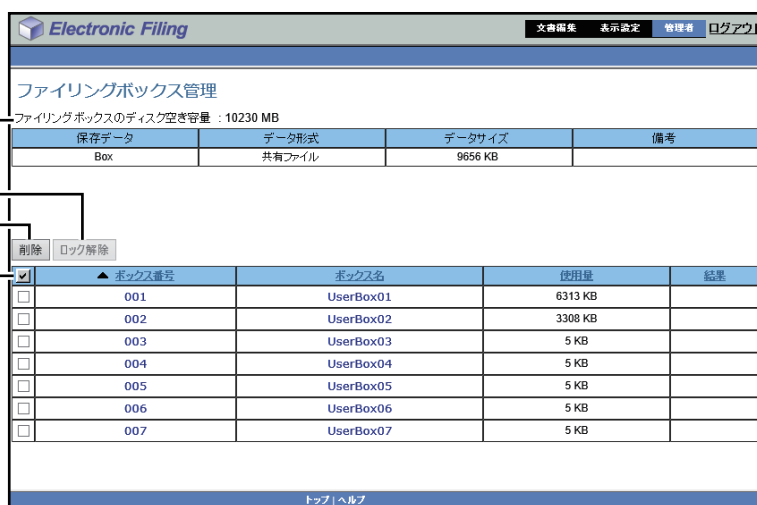 Electronic Filing 文書編集 表示設定 管理者 ログアウト
ファイリングボックス管理
ファイリングボックスのディスク空き容量 : 10230 MB
保存データ データ形式 データサイズ 備考
Box 共有ファイル 9656 KB
削除 ロック解除
▲ ボックス番号 ボックス名 使用量 結果
001 UserBox01 6313 KB
002 UserBox02 3308 KB
003 UserBox03 5 KB
004 UserBox04 5 KB
005 UserBox05 5 KB
006 UserBox06 5 KB
007 UserBox07 5 KB
トップ | ヘルプ